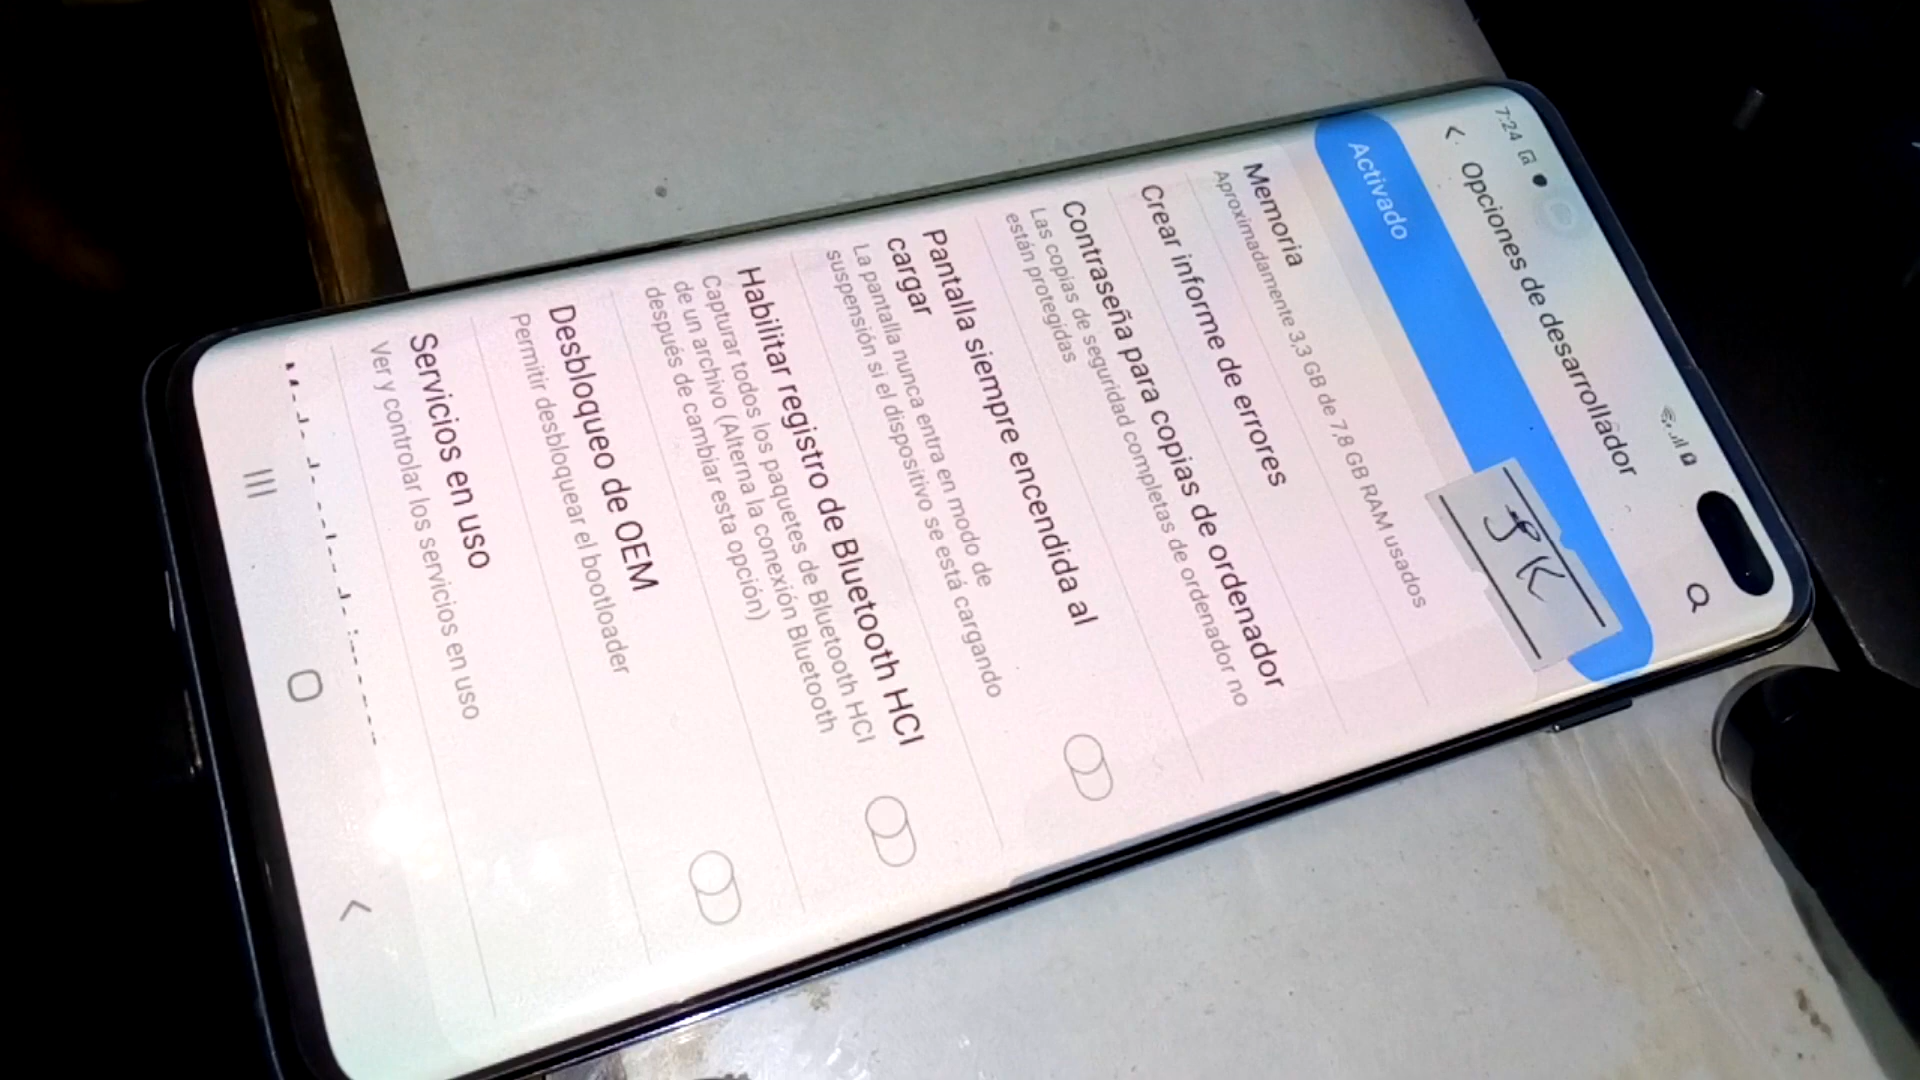 7:24
Opciones de desarrollador
Activado
Memoria
Aproximadamente 3,3 GB de 7,8 GB RAM usados
Crear informe de errores
Contraseña para copias de ordenador
Las copias de seguridad completas de ordenador no
están protegidas
Pantalla siempre encendida al
cargar
La pantalla nunca entra en modo de
suspensión si el dispositivo se está cargando
Habilitar registro de Bluetooth HCI
Capturar todos los paquetes de Bluetooth HCI
de un archivo (Alterna la conexión Bluetooth
después de cambiar esta opción)
Desbloqueo de OEM
Permitir desbloquear el bootloader
Servicios en uso
Ver y controlar los servicios en uso